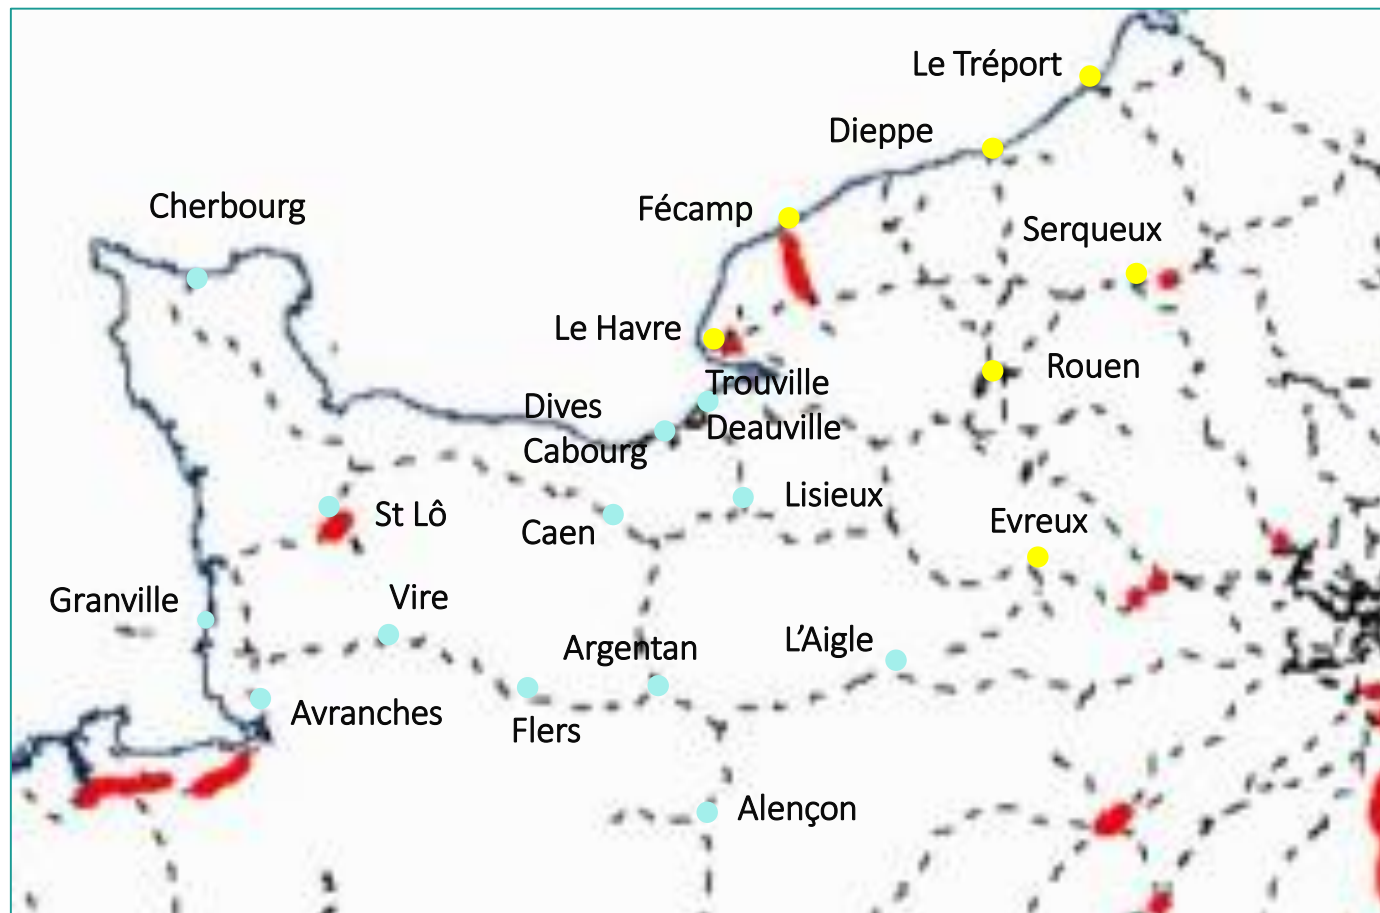 Le Tréport
Dieppe
Cherbourg
Fécamp
Serqueux
Le Havre
Rouen
Trouville
Deauville
Dives
Cabourg
Lisieux
St Lô
Caen
Evreux
Granville
Vire
Argentan
L’Aigle
Avranches
Flers
Alençon